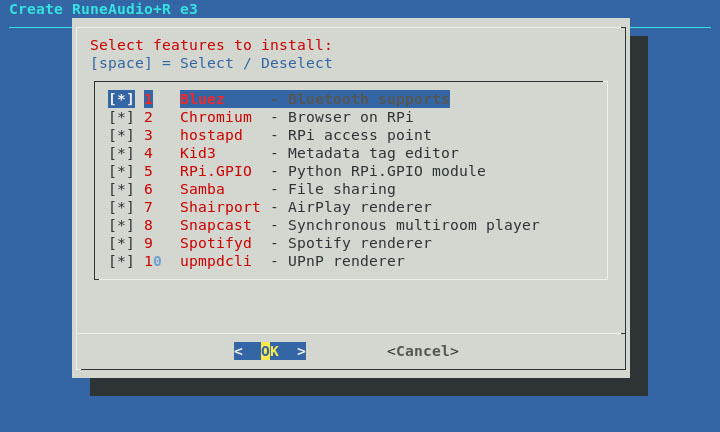 Create RuneAudio+R e3
Select features to install:
[space] = Select / Deselect
[*] 1 Bluez - Bluetooth supports
[*] 2 Chromium - Browser on RPi
[*] 3 hostapd - RPi access point
[*] 4 Kid3 - Metadata tag editor
[*] 5 RPi.GPIO - Python RPi.GPIO module
[*] 6 Samba - File sharing
[*] 7 Shairport - AirPlay renderer
[*] 8 Snapcast - Synchronous multiroom player
[*] 9 Spotifyd - Spotify renderer
[*] 10 upmpdcli - UPnP renderer
< OK > <Cancel>